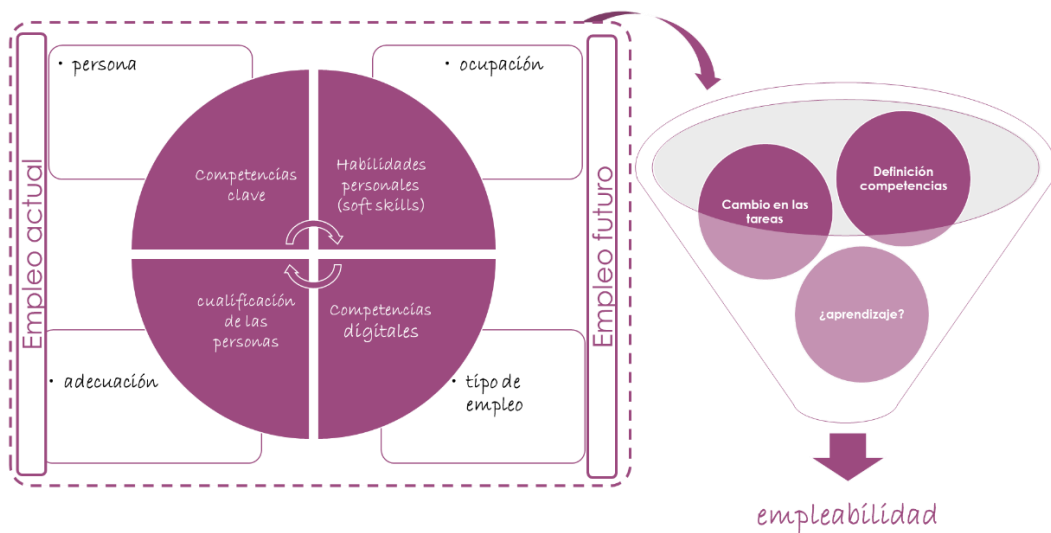 Empleo actual
• persona
• ocupación
Competencias
clave
Habilidades
personales
(soft skills)
cualificación
de las
personas
Competencias
digitales
• adecuación
• tipo de
empleo
Empleo futuro
Cambio en las
tareas
Definición
competencias
¿aprendizaje?
empleabilidad